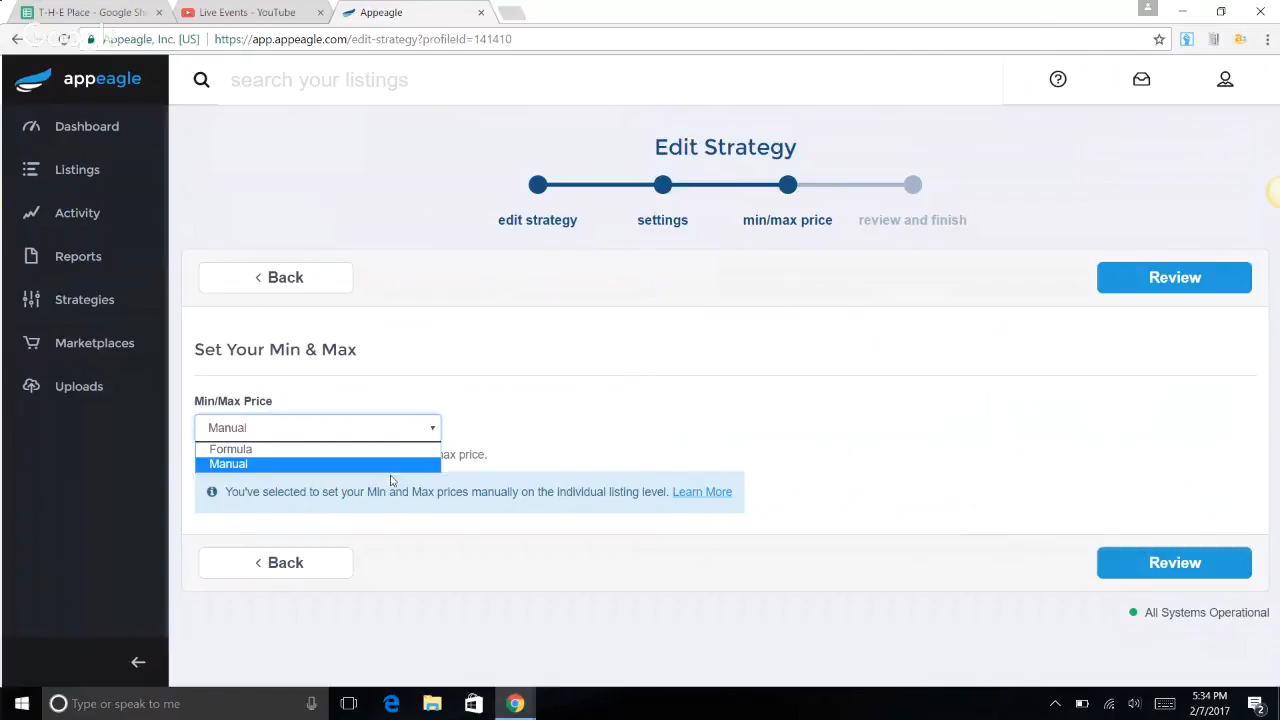 T-H-E Place - Google She
Live Events - YouTube
Appeagle
Appeagle, Inc. [US]
https://app.appeagle.com/edit-strategy?profileId=141410
appeagle
search your listings
Dashboard
Listings
Activity
Reports
Strategies
Marketplaces
Uploads
Edit Strategy
edit strategy
settings
min/max price
review and finish
Back
Review
Set Your Min & Max
Min/Max Price
Manual
Formula
Manual
price.
You've selected to set your Min and Max prices manually on the individual listing level. Learn More
Back
Review
All Systems Operational
Type or speak to me
5:34 PM
2/7/2017
2